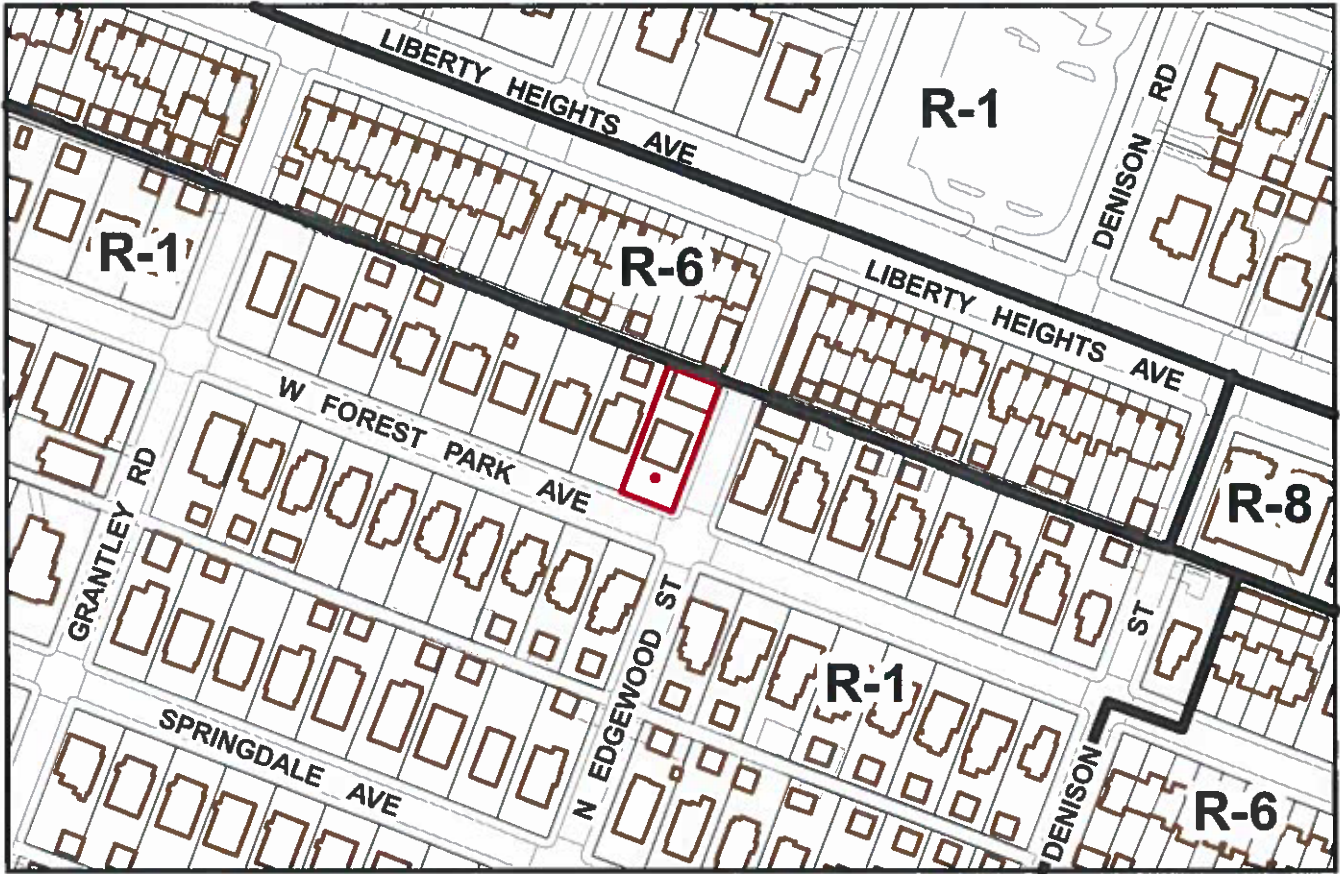 LIBERTY HEIGHTS AVE
R-1
DENISON RD
R-1
R-6
LIBERTY HEIGHTS AVE
W FOREST PARK AVE
R-8
GRANTLEY RD
N EDGEWOOD ST
ST
R-1
SPRINGDALE AVE
DENISON
R-6